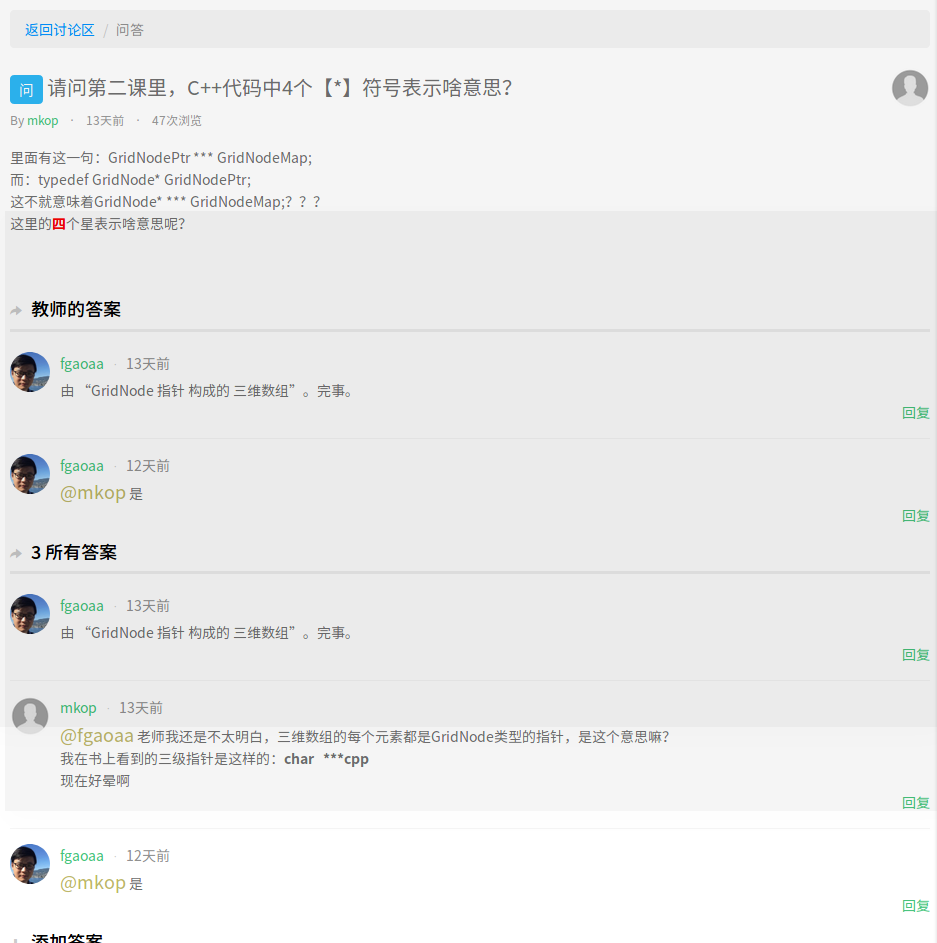 返回讨论区 / 问答
问 请问第二课里，C++代码中4个【*】符号表示啥意思？
By mkop · 13天前 · 47次浏览
里面有这一句：GridNodePtr *** GridNodeMap;
而：typedef GridNode* GridNodePtr;
这不就意味着GridNode* *** GridNodeMap;？？？
这里的四个星表示啥意思呢？
教师的答案
fgaoaa · 13天前
由 “GridNode 指针 构成的 三维数组”。完事。
回复
fgaoaa · 12天前
@mkop 是
回复
3 所有答案
fgaoaa · 13天前
由 “GridNode 指针 构成的 三维数组”。完事。
回复
mkop · 13天前
@fgaoaa 老师我还是不太明白，三维数组的每个元素都是GridNode类型的指针，是这个意思嘛？
我在书上看到的三级指针是这样的：char ***cpp
现在好晕啊
回复
fgaoaa · 12天前
@mkop 是
回复
添加答案